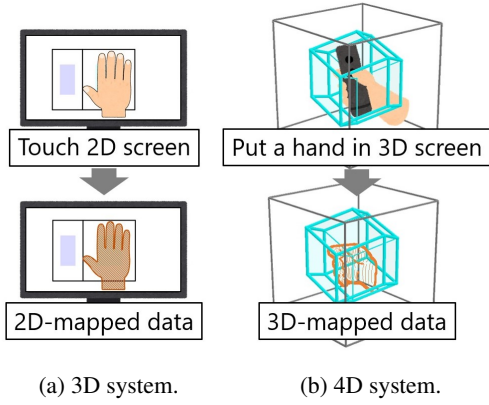 Touch 2D screen
Put a hand in 3D screen
2D-mapped data
3D-mapped data
(a) 3D system.
(b) 4D system.